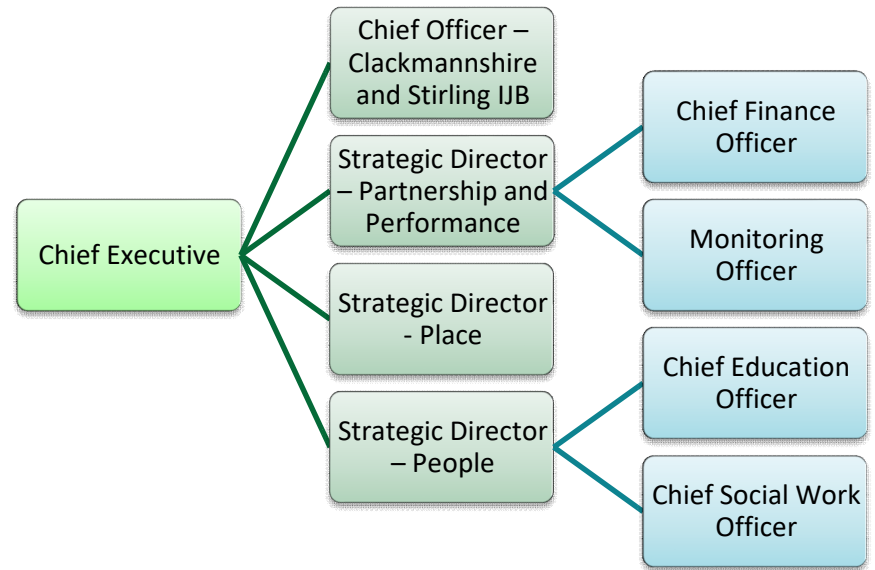 Chief Executive
Chief Officer –
Clackmannshire
and Stirling IJB
Strategic Director
– Partnership and
Performance
Strategic Director
- Place
Strategic Director
– People
Chief Finance
Officer
Monitoring
Officer
Chief Education
Officer
Chief Social Work
Officer